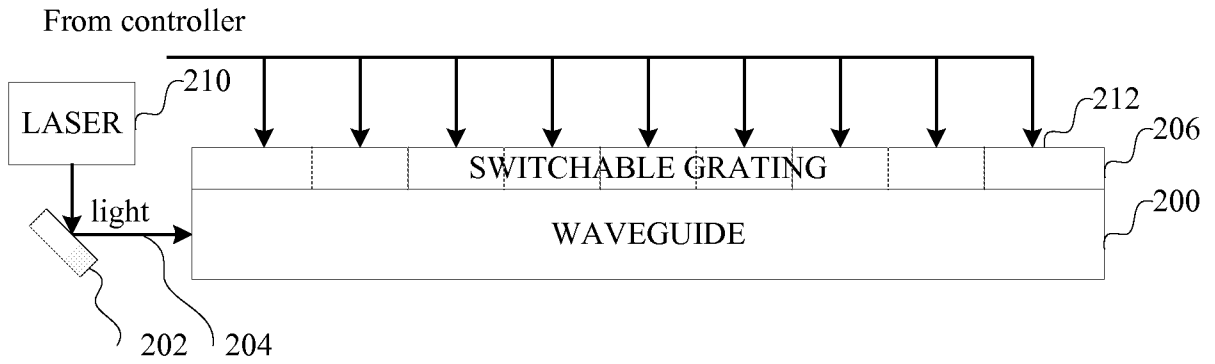 From controller
210
LASER
212
206
SWITCHABLE GRATING
200
light
WAVEGUIDE
202
204